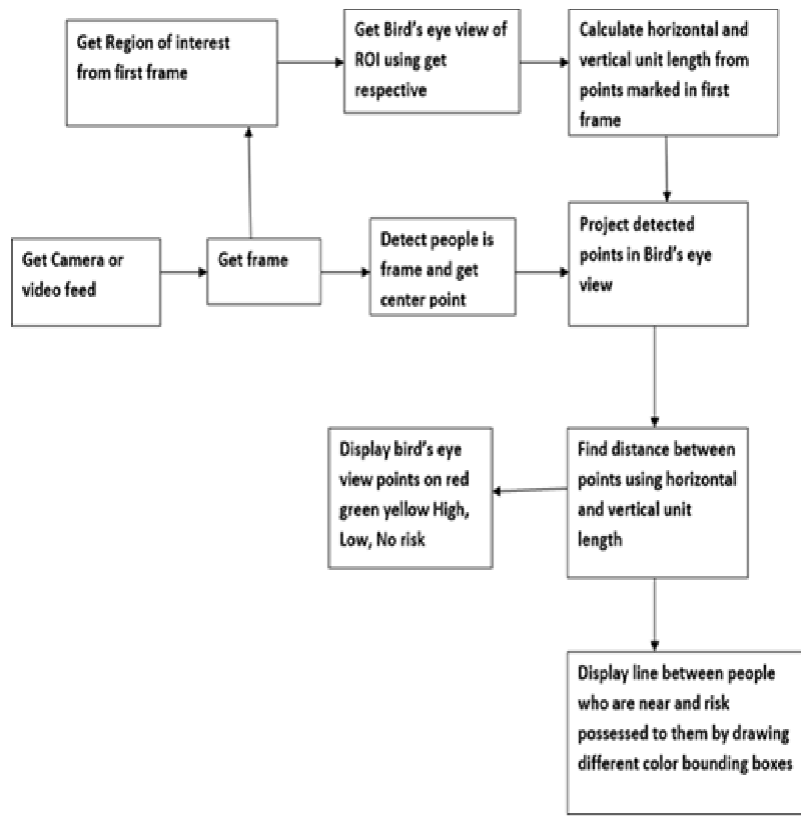 Get Region of interest
from first frame
Get Bird's eye view of
ROI using get
respective
Calculate horizontal and
vertical unit length from
points marked in first
frame
Get Camera or
video feed
Get frame
Detect people is
frame and get
center point
Project detected
points in Bird's eye
view
Display bird's eye
view points on red
green yellow High,
Low, No risk
Find distance between
points using horizontal
and vertical unit
length
Display line between people
who are near and risk
possessed to them by drawing
different color bounding boxes